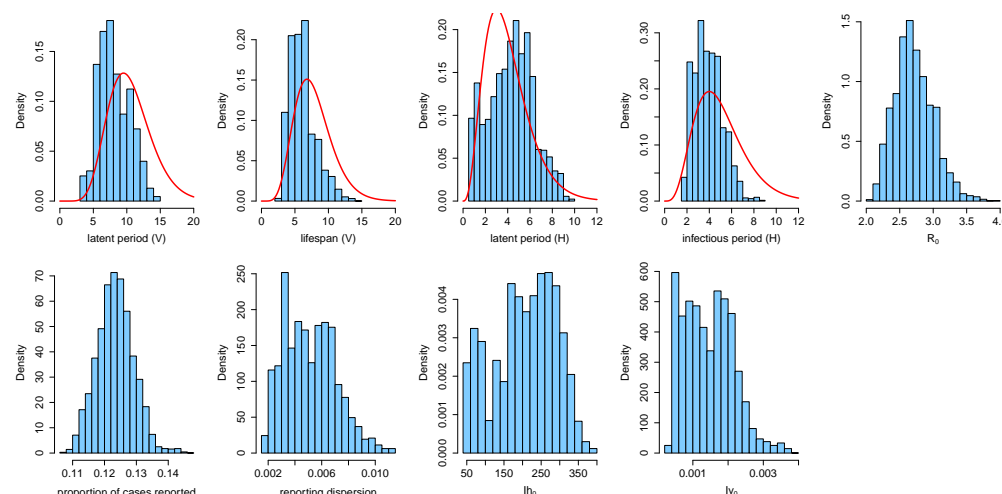 Density
0.00 0.05 0.10 0.15
0 5 10 15 20
latent period (V)
Density
0.00 0.05 0.10 0.15 0.20
0 5 10 15 20
lifespan (V)
Density
0.00 0.05 0.10 0.15 0.20
0 2 4 6 8 10 12
latent period (H)
Density
0.00 0.10 0.20 0.30
0 2 4 6 8 10 12
infectious period (H)
Density
0.0 0.5 1.0 1.5
2.0 2.5 3.0 3.5 4.
R₀
Density
0 10 20 30 40 50 60 70
0.11 0.12 0.13 0.14
proportion of cases reported
Density
0 50 100 150 200 250
0.002 0.006 0.010
reporting dispersion
Density
0.000 0.001 0.002 0.003 0.004
50 150 250 350
Ih₀
Density
0 100 200 300 400 500 600
0.001 0.003
Iv₀